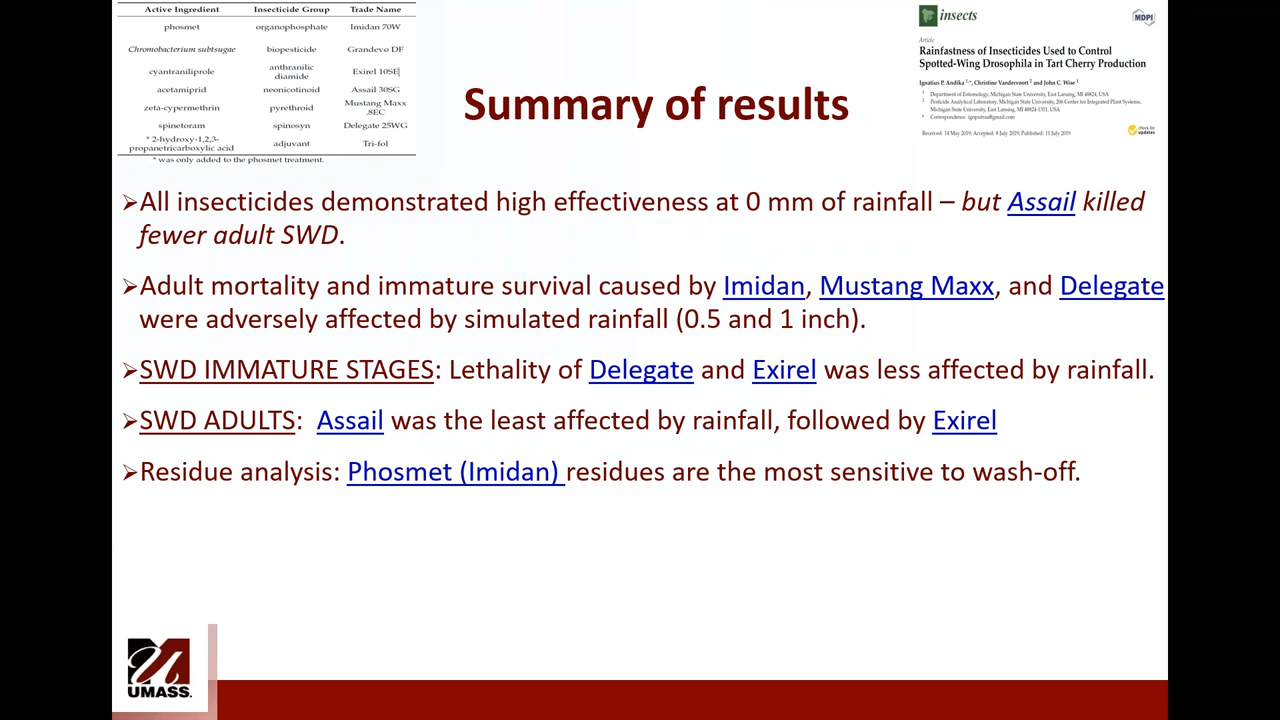 Active Ingredient Insecticide Group Trade Name
phosmet organophosphate Imidan 70W
Chromobacterium subtsugae biopesticide Grandevo DF
cyantraniliprole anthranilic diamide Exirel 10SE
acetamiprid neonicotinoid Assail 30SG
zeta-cypermethrin pyrethroid Mustang Maxx .8EC
spinetoram spinosyn Delegate 25WG
* 2-hydroxy-1,2,3-propanetricarboxylic acid adjuvant Tri-fol
* was only added to the phosmet treatment.
insects
MDPI
Article
Rainfastness of Insecticides Used to Control
Spotted-Wing Drosophila in Tart Cherry Production
Ignatius P. Andika 1,*, Christine Vandervoort 2 and John C. Wise 1
1 Department of Entomology, Michigan State University, East Lansing, MI 48824, USA
2 Pesticide Analytical Laboratory, Michigan State University, 206 Center for Integrated Plant Systems,
Michigan State University, East Lansing, MI 48824-1311, USA
* Correspondence: ignputra@gmail.com
Received: 14 May 2019; Accepted: 8 July 2019; Published: 11 July 2019
check for
updates
Summary of results
➢All insecticides demonstrated high effectiveness at 0 mm of rainfall – but Assail killed
fewer adult SWD.
➢Adult mortality and immature survival caused by Imidan, Mustang Maxx, and Delegate
were adversely affected by simulated rainfall (0.5 and 1 inch).
➢SWD IMMATURE STAGES: Lethality of Delegate and Exirel was less affected by rainfall.
➢SWD ADULTS: Assail was the least affected by rainfall, followed by Exirel
➢Residue analysis: Phosmet (Imidan) residues are the most sensitive to wash-off.
UMASS.